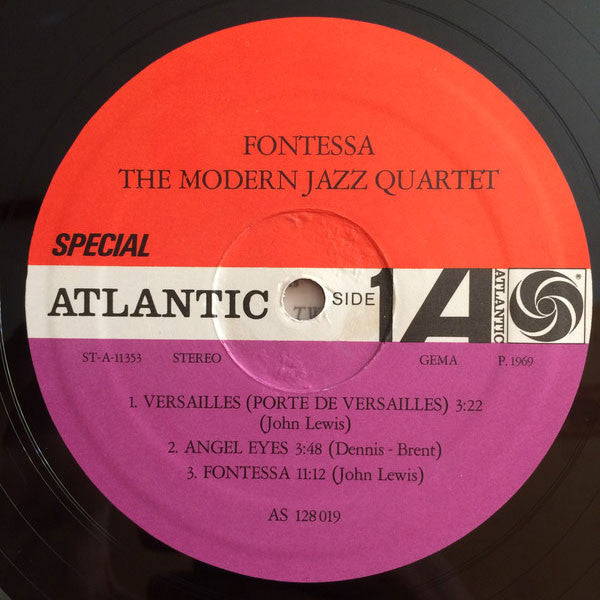 FONTESSA
THE MODERN JAZZ QUARTET
SPECIAL
ATLANTIC SIDE 1 A ATLANTIC ®
ST-A-11353 STEREO GEMA P. 1969
1. VERSAILLES (PORTE DE VERSAILLES) 3:22
(John Lewis)
2. ANGEL EYES 3:48 (Dennis - Brent)
3. FONTESSA 11:12 (John Lewis)
AS 128 019